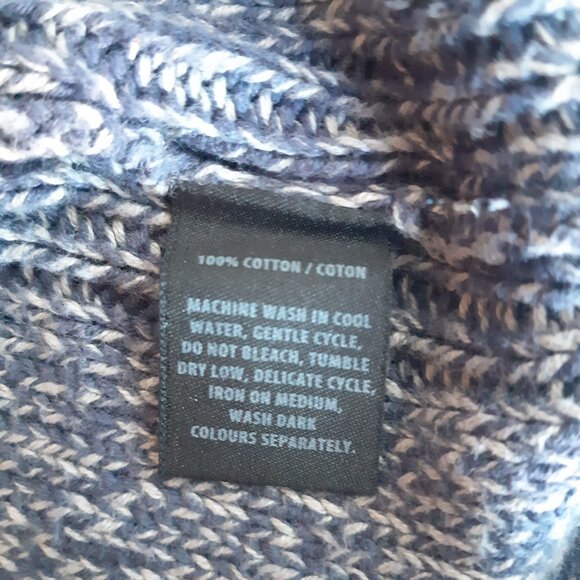 100% COTTON / COTON
MACHINE WASH IN COOL
WATER, GENTLE CYCLE,
DO NOT BLEACH, TUMBLE
DRY LOW, DELICATE CYCLE,
IRON ON MEDIUM,
WASH DARK
COLOURS SEPARATELY.